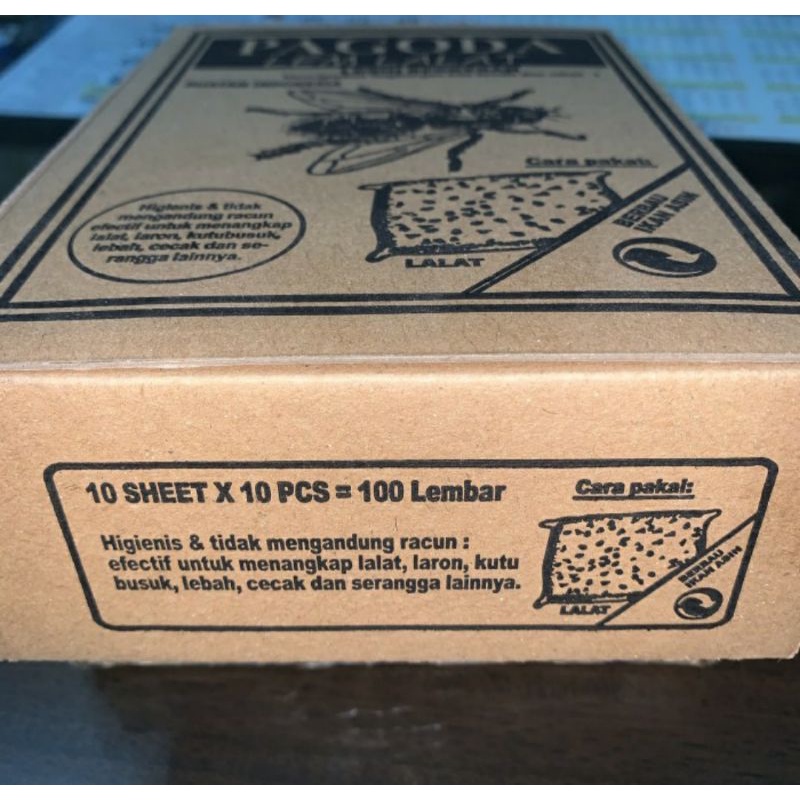 PAGODA
LEM LALAT
Cara pakai:
Higienis & tidak
mengandung racun
efectif untuk menangkap
lalat, laron, kutubusuk,
lebah, cecak dan se-
rangga lainnya.
LALAT
BERBAU
IKAN ASIN
10 SHEET X 10 PCS = 100 Lembar
Higienis & tidak mengandung racun :
efectif untuk menangkap lalat, laron, kutu
busuk, lebah, cecak dan serangga lainnya.
Cara pakai:
LALAT
BERBAU
IKAN ASIN